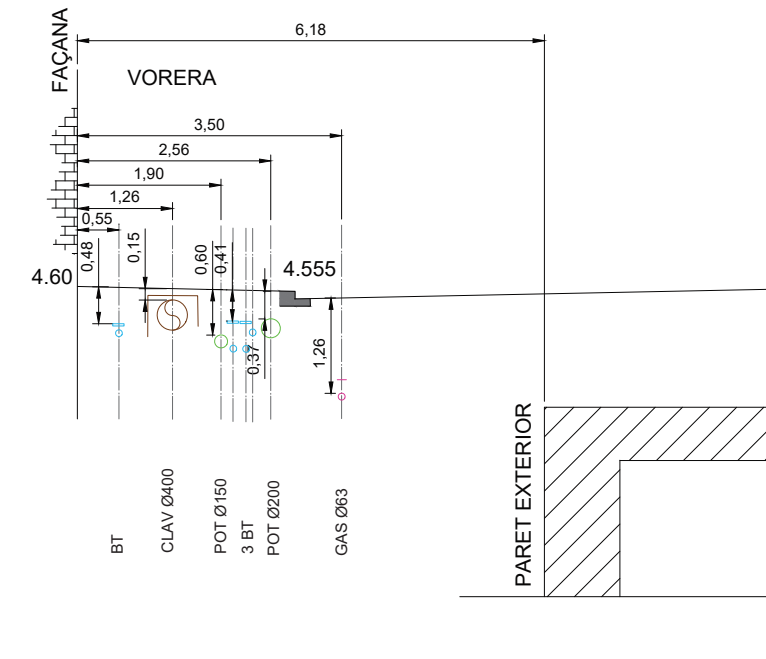 FAÇANA
6,18
VORERA
3,50
2,56
1,90
1,26
0,55
0,48
0,15
0,60
0,41
4.60
4.555
0,37
1,26
BT
CLAV Ø400
POT Ø150
3 BT
POT Ø200
GAS Ø63
PARET EXTERIOR